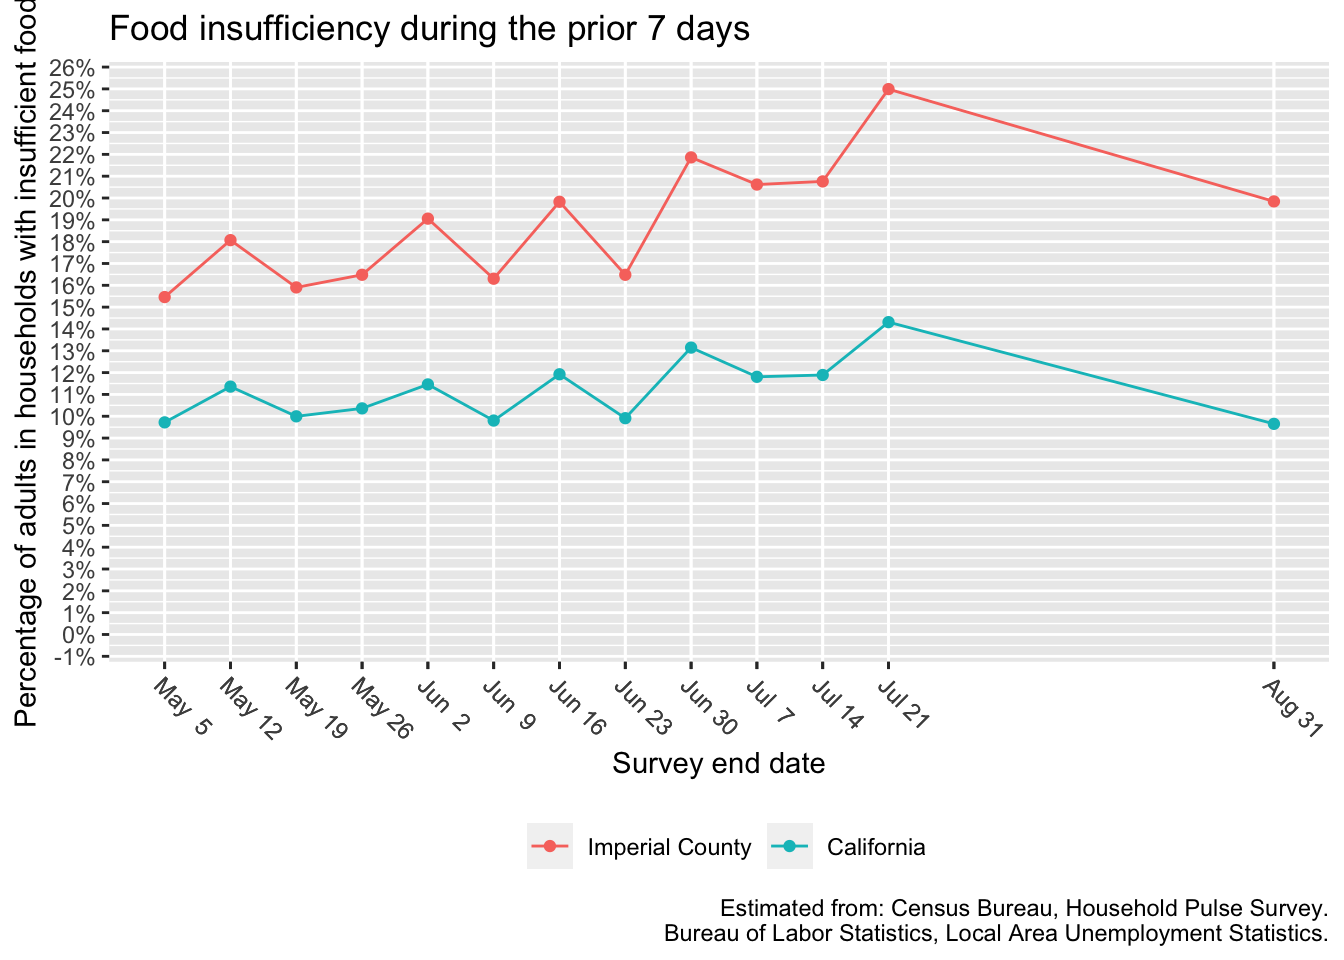 Food insufficiency during the prior 7 days
Percentage of adults in households with insufficient food
26%
25%
24%
23%
22%
21%
20%
19%
18%
17%
16%
15%
14%
13%
12%
11%
10%
9%
8%
7%
6%
5%
4%
3%
2%
1%
0%
-1%
May 5
May 12
May 19
May 26
Jun 2
Jun 9
Jun 16
Jun 23
Jun 30
Jul 7
Jul 14
Jul 21
Aug 31
Survey end date
Imperial County
California
Estimated from: Census Bureau, Household Pulse Survey.
Bureau of Labor Statistics, Local Area Unemployment Statistics.